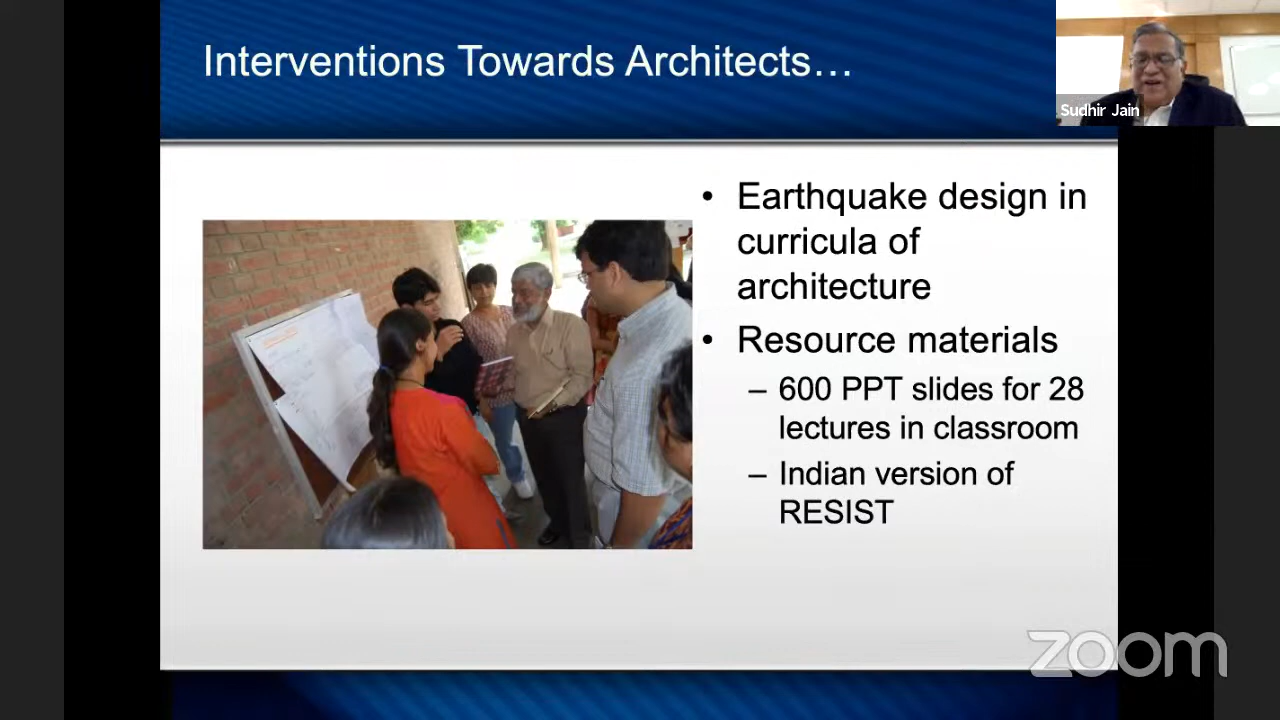 Interventions Towards Architects…
Sudhir Jain
• Earthquake design in
curricula of
architecture
• Resource materials
– 600 PPT slides for 28
lectures in classroom
– Indian version of
RESIST
zoom